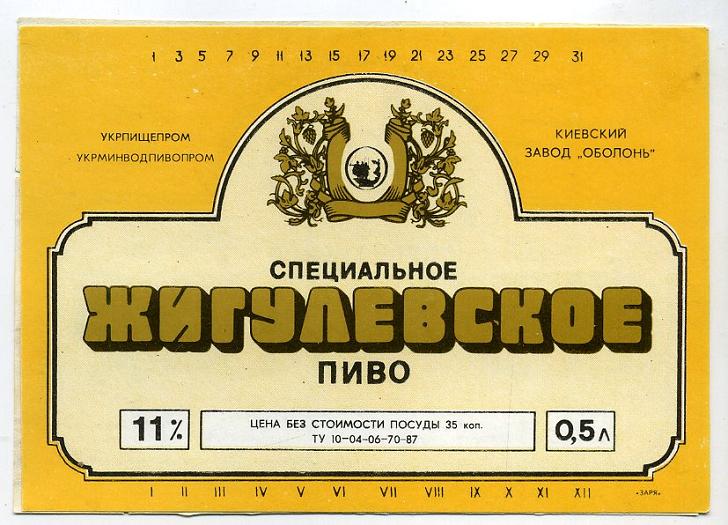 1 3 5 7 9 11 13 15 17 19 21 23 25 27 29 31
УКРПИЩЕПРОМ
УКРМИНВОДПИВОПРОМ
КИЕВСКИЙ
ЗАВОД „ОБОЛОНЬ"
СПЕЦИАЛЬНОЕ
ЖИГУЛЕВСКОЕ
ПИВО
11%
ЦЕНА БЕЗ СТОИМОСТИ ПОСУДЫ 35 коп.
ТУ 10-04-06-70-87
0,5 л
I II III IV V VI VII VIII IX X XI XII
«ЗАРЯ»